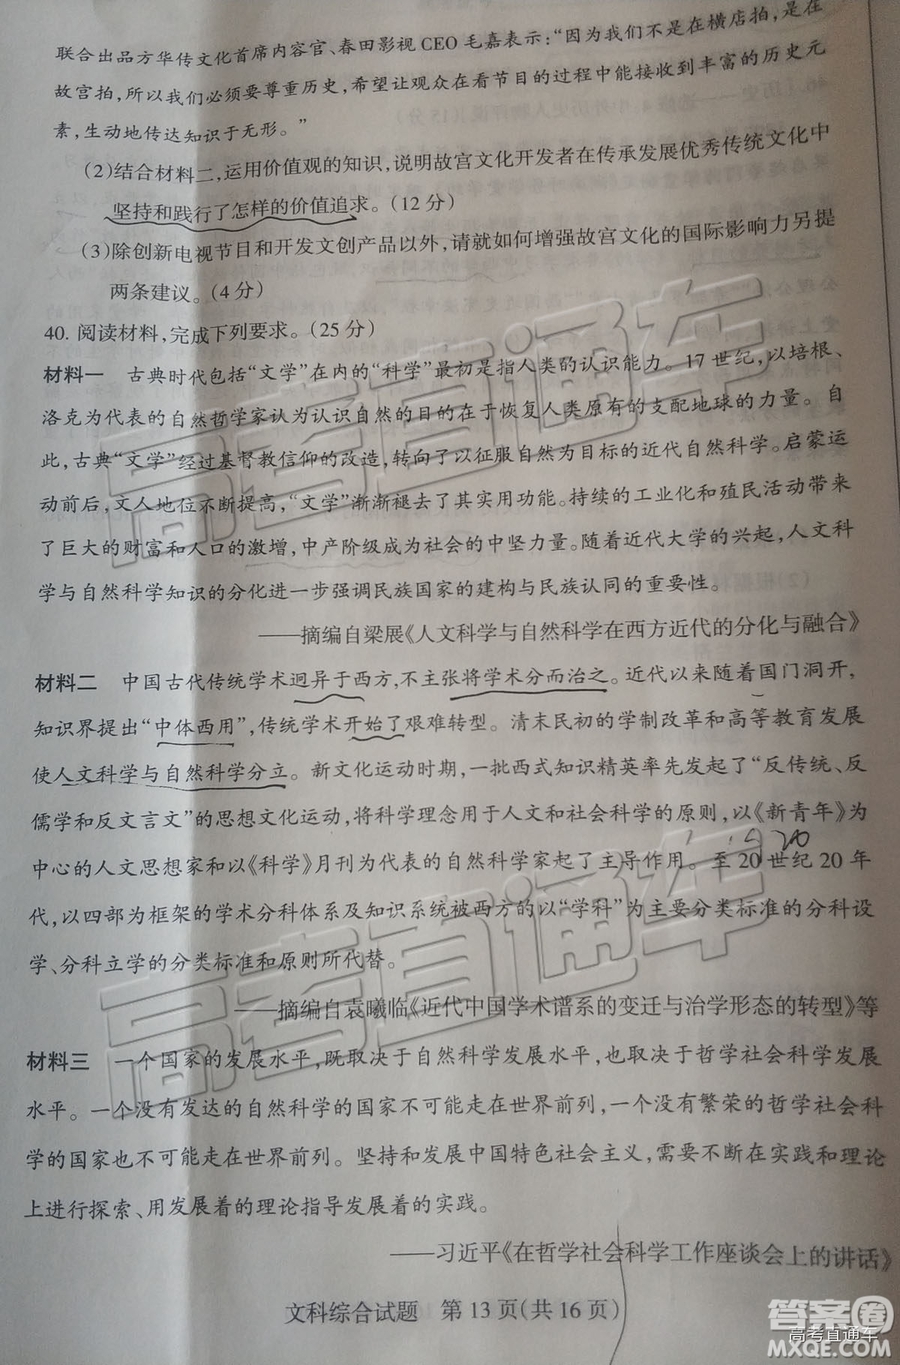 联合出品方华传文化首席内容官、春田影视CEO毛嘉表示：“因为我们不是在横店拍，是在
故宫拍，所以我们必须要尊重历史，希望让观众在看节目的过程中能接收到丰富的历史元
素，生动地传达知识于无形。”
(2)结合材料二，运用价值观的知识，说明故宫文化开发者在传承发展优秀传统文化中
坚持和践行了怎样的价值追求。(12分)
(3)除创新电视节目和开发文创产品以外，请就如何增强故宫文化的国际影响力另提
两条建议。(4分)
40. 阅读材料，完成下列要求。(25分)
材料一 古典时代包括“文学”在内的“科学”最初是指人类的认识能力。17世纪，以培根、
洛克为代表的自然哲学家认为认识自然的目的在于恢复人类原有的支配地球的力量。自
此，古典“文学”经过基督教信仰的改造，转向了以征服自然为目标的近代自然科学。启蒙运
动前后，文人地位不断提高，“文学”渐渐褪去了其实用功能。持续的工业化和殖民活动带来
了巨大的财富和人口的激增，中产阶级成为社会的中坚力量。随着近代大学的兴起，人文科
学与自然科学知识的分化进一步强调民族国家的建构与民族认同的重要性。
——摘编自梁展《人文科学与自然科学在西方近代的分化与融合》
材料二 中国古代传统学术迥异于西方，不主张将学术分而治之。近代以来随着国门洞开，
知识界提出“中体西用”，传统学术开始了艰难转型。清末民初的学制改革和高等教育发展
使人文科学与自然科学分立。新文化运动时期，一批西式知识精英率先发起了“反传统、反
儒学和反文言文”的思想文化运动，将科学理念用于人文和社会科学的原则，以《新青年》为
中心的人文思想家和以《科学》月刊为代表的自然科学家起了主导作用。至20世纪20年
代，以四部为框架的学术分科体系及知识系统被西方的以“学科”为主要分类标准的分科设
学、分科立学的分类标准和原则所代替。
——摘编自袁曦临《近代中国学术谱系的变迁与治学形态的转型》等
材料三 一个国家的发展水平，既取决于自然科学发展水平，也取决于哲学社会科学发展
水平。一个没有发达的自然科学的国家不可能走在世界前列，一个没有繁荣的哲学社会科
学的国家也不可能走在世界前列。坚持和发展中国特色社会主义，需要不断在实践和理论
上进行探索、用发展着的理论指导发展着的实践。
——习近平《在哲学社会科学工作座谈会上的讲话》
文科综合试题 第13页(共16页)
高考直通车
高考直通车
答案圈
高考直通车
MXQE.COM